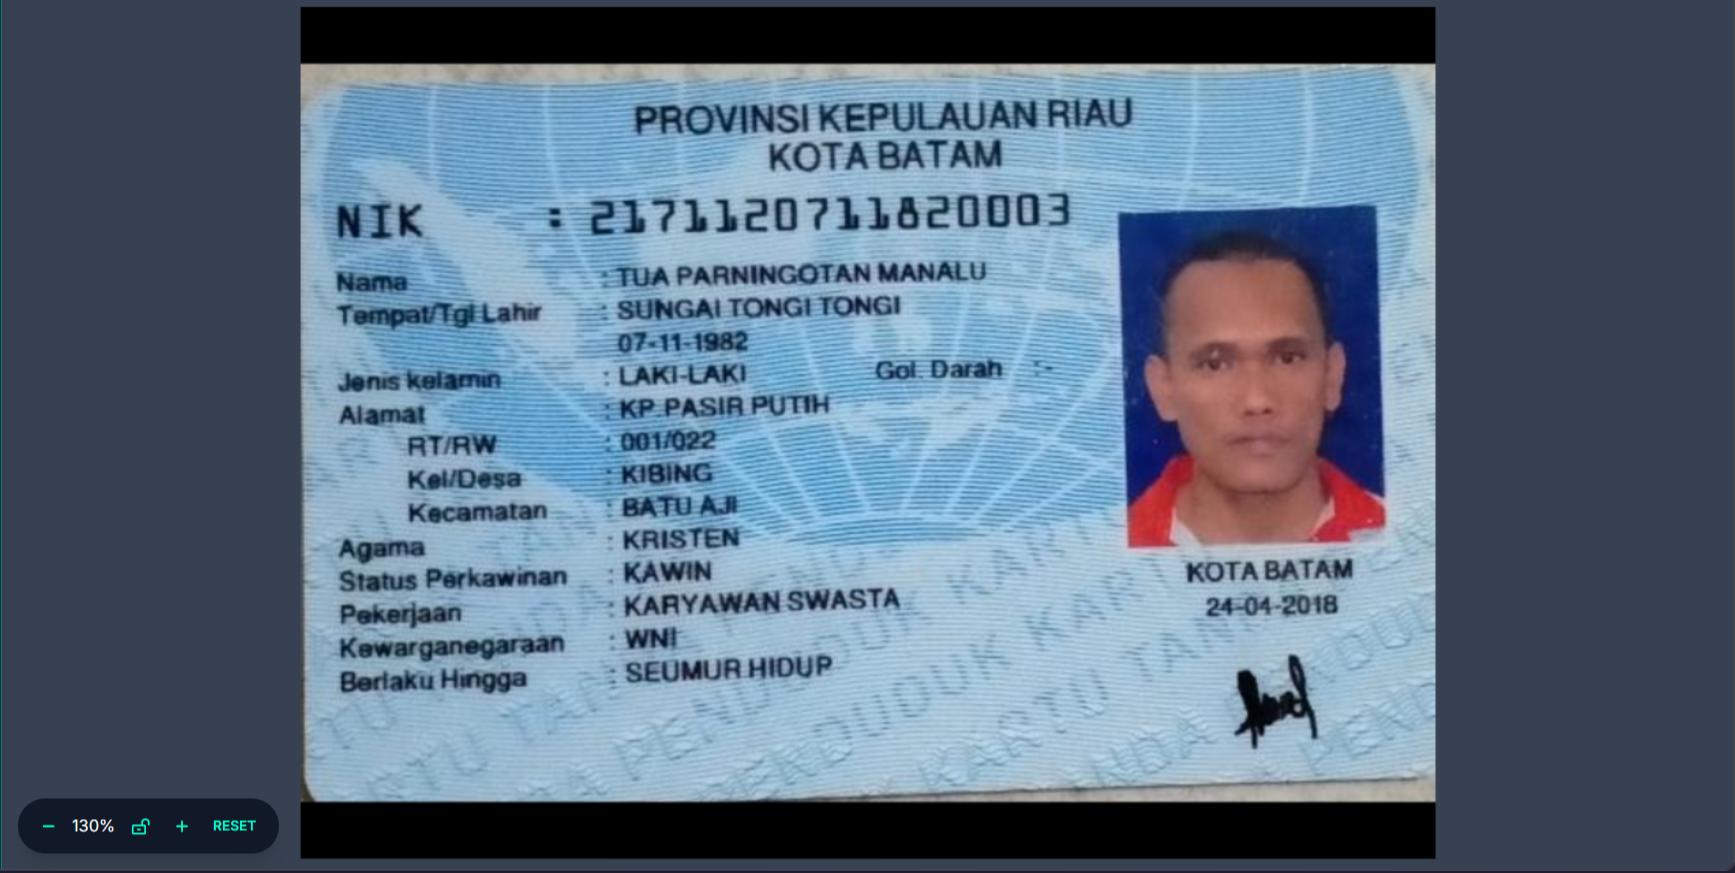 PROVINSI KEPULAUAN RIAU
KOTA BATAM
NIK : 2171120711820003
Nama : TUA PARNINGOTAN MANALU
Tempat/Tgl Lahir : SUNGAI TONGI TONGI
07-11-1982
Jenis kelamin : LAKI-LAKI Gol. Darah :-
Alamat : KP.PASIR PUTIH
RT/RW : 001/022
Kel/Desa : KIBING
Kecamatan : BATU AJI
Agama : KRISTEN
Status Perkawinan : KAWIN
Pekerjaan : KARYAWAN SWASTA
Kewarganegaraan : WNI
Berlaku Hingga : SEUMUR HIDUP
KOTA BATAM
24-04-2018
130%
RESET